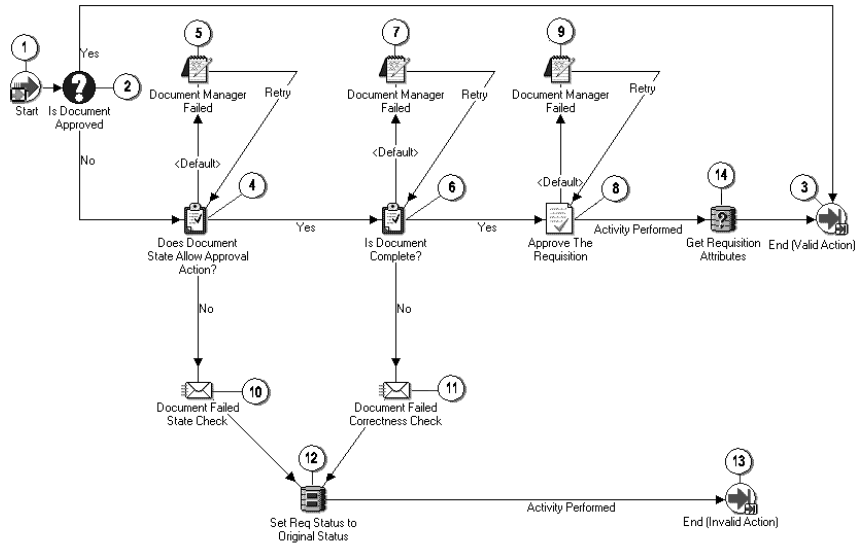 5
7
9
1
Yes
2
Start
Is Document
Approved
Document Manager
Failed
Retry
Document Manager
Failed
Retry
Document Manager
Failed
Retry
No
<Default>
<Default>
<Default>
4
6
8
14
3
Does Document
State Allow Approval
Action?
Yes
Is Document
Complete?
Yes
Approve The
Requisition
Activity Performed
Get Requisition
Attributes
End (Valid Action)
No
No
10
11
Document Failed
State Check
Document Failed
Correctness Check
12
13
Set Req Status to
Original Status
Activity Performed
End (Invalid Action)